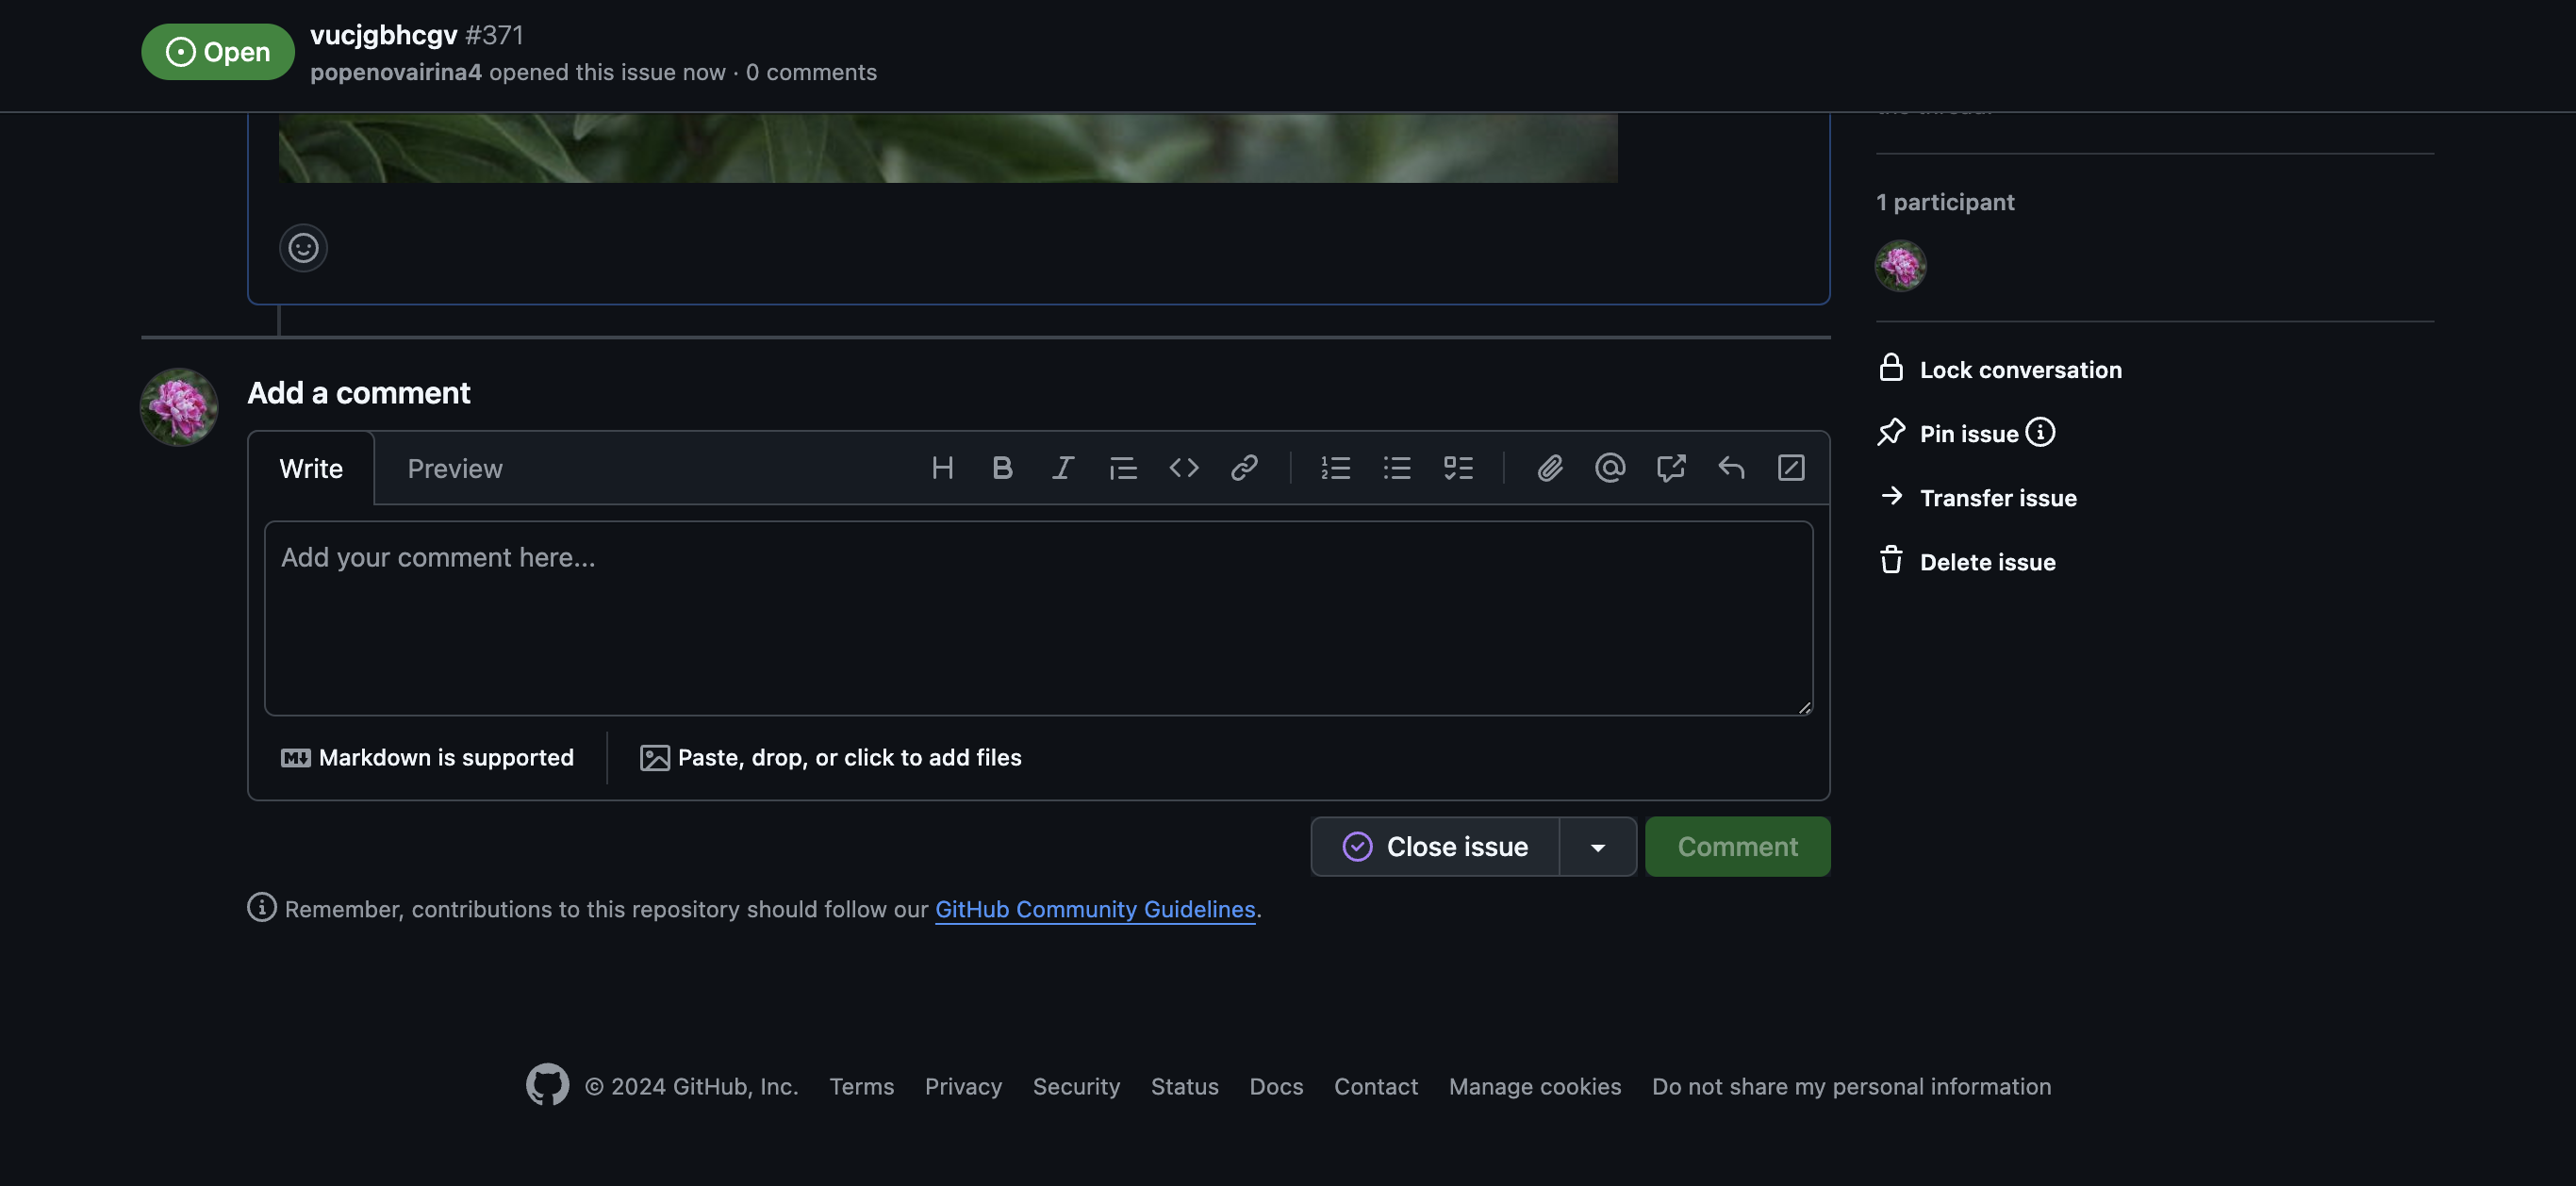 Open
vucjgbhcgv #371
popenovairina4 opened this issue now · 0 comments
1 participant
Lock conversation
Pin issue
Transfer issue
Delete issue
Add a comment
Write
Preview
Add your comment here...
Markdown is supported
Paste, drop, or click to add files
Close issue
Comment
Remember, contributions to this repository should follow our GitHub Community Guidelines.
© 2024 GitHub, Inc. Terms Privacy Security Status Docs Contact Manage cookies Do not share my personal information